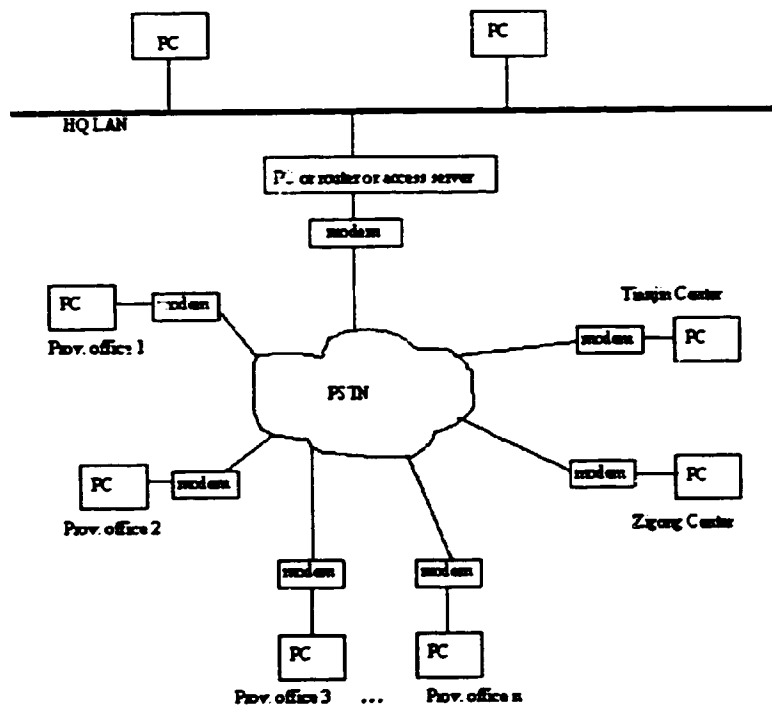 PC
PC
HQ LAN
PC or router or access server
modem
PC
modem
Prov. office 1
Tianjin Center
modem
PC
PSTN
PC
modem
Prov. office 2
modem
PC
Zigong Center
modem
modem
PC
PC
Prov. office 3 ... Prov. office n